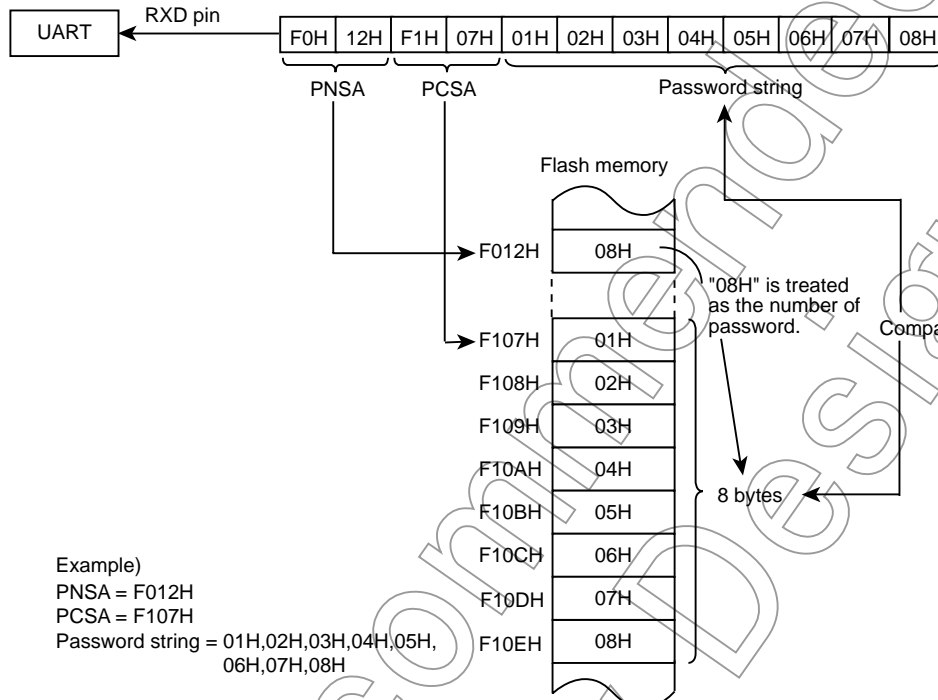 RXD pin
UART
F0H 12H F1H 07H 01H 02H 03H 04H 05H 06H 07H 08H
PNSA PCSA Password string
Flash memory
F012H 08H
"08H" is treated
as the number of
password.
Compa
F107H 01H
F108H 02H
F109H 03H
F10AH 04H
F10BH 05H
8 bytes
F10CH 06H
F10DH 07H
F10EH 08H
Example)
PNSA = F012H
PCSA = F107H
Password string = 01H,02H,03H,04H,05H,
06H,07H,08H